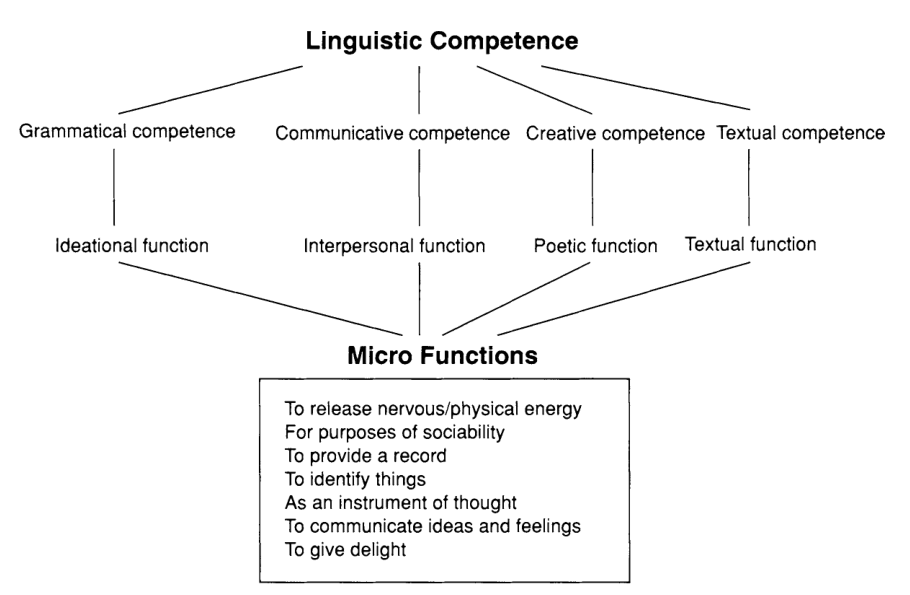 Linguistic Competence
Grammatical competence
Communicative competence
Creative competence
Textual competence
Ideational function
Interpersonal function
Poetic function
Textual function
Micro Functions
To release nervous/physical energy
For purposes of sociability
To provide a record
To identify things
As an instrument of thought
To communicate ideas and feelings
To give delight